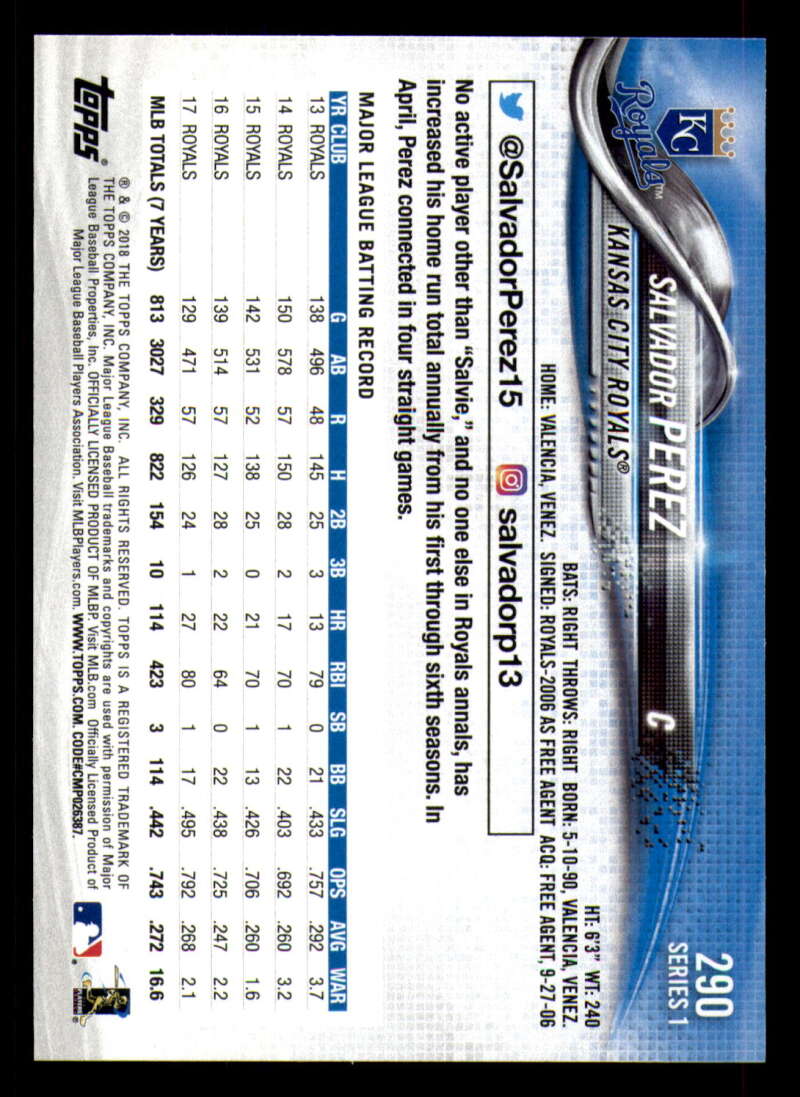 290
SERIES 1
KC
Royals™
SALVADOR PEREZ C
KANSAS CITY ROYALS®
HT: 6'3" WT: 240
BATS: RIGHT THROWS: RIGHT BORN: 5-10-90, VALENCIA, VENEZ.
HOME: VALENCIA, VENEZ. SIGNED: ROYALS-2006 AS FREE AGENT ACQ: FREE AGENT, 9-27-06
@SalvadorPerez15 salvadorp13
No active player other than “Salvie,” and no one else in Royals annals, has
increased his home run total annually from his first through sixth seasons. In
April, Perez connected in four straight games.
MAJOR LEAGUE BATTING RECORD
YR CLUB G AB R H 2B 3B HR RBI SB BB SLG OPS AVG WAR
13 ROYALS 138 496 48 145 25 3 13 79 0 21 .433 .757 .292 3.7
14 ROYALS 150 578 57 150 28 2 17 70 1 22 .403 .692 .260 3.2
15 ROYALS 142 531 52 138 25 0 21 70 1 13 .426 .706 .260 1.6
16 ROYALS 139 514 57 127 28 2 22 64 0 22 .438 .725 .247 2.2
17 ROYALS 129 471 57 126 24 1 27 80 1 17 .495 .792 .268 2.1
MLB TOTALS (7 YEARS) 813 3027 329 822 154 10 114 423 3 114 .442 .743 .272 16.6
topps®
® & © 2018 THE TOPPS COMPANY, INC. ALL RIGHTS RESERVED. TOPPS IS A REGISTERED TRADEMARK OF
THE TOPPS COMPANY, INC. Major League Baseball trademarks and copyrights are used with permission of Major
League Baseball Properties, Inc. OFFICIALLY LICENSED PRODUCT OF MLBP. Visit MLB.com Officially Licensed Product of
Major League Baseball Players Association. Visit MLBPlayers.com. WWW.TOPPS.COM. CODE#CMP026387.